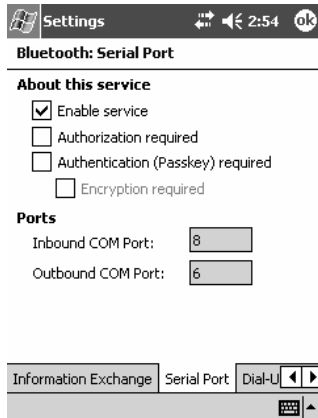 Settings 2:54 ok
Bluetooth: Serial Port
About this service
Enable service
Authorization required
Authentication (Passkey) required
Encryption required
Ports
Inbound COM Port: 8
Outbound COM Port: 6
Information Exchange Serial Port Dial-U